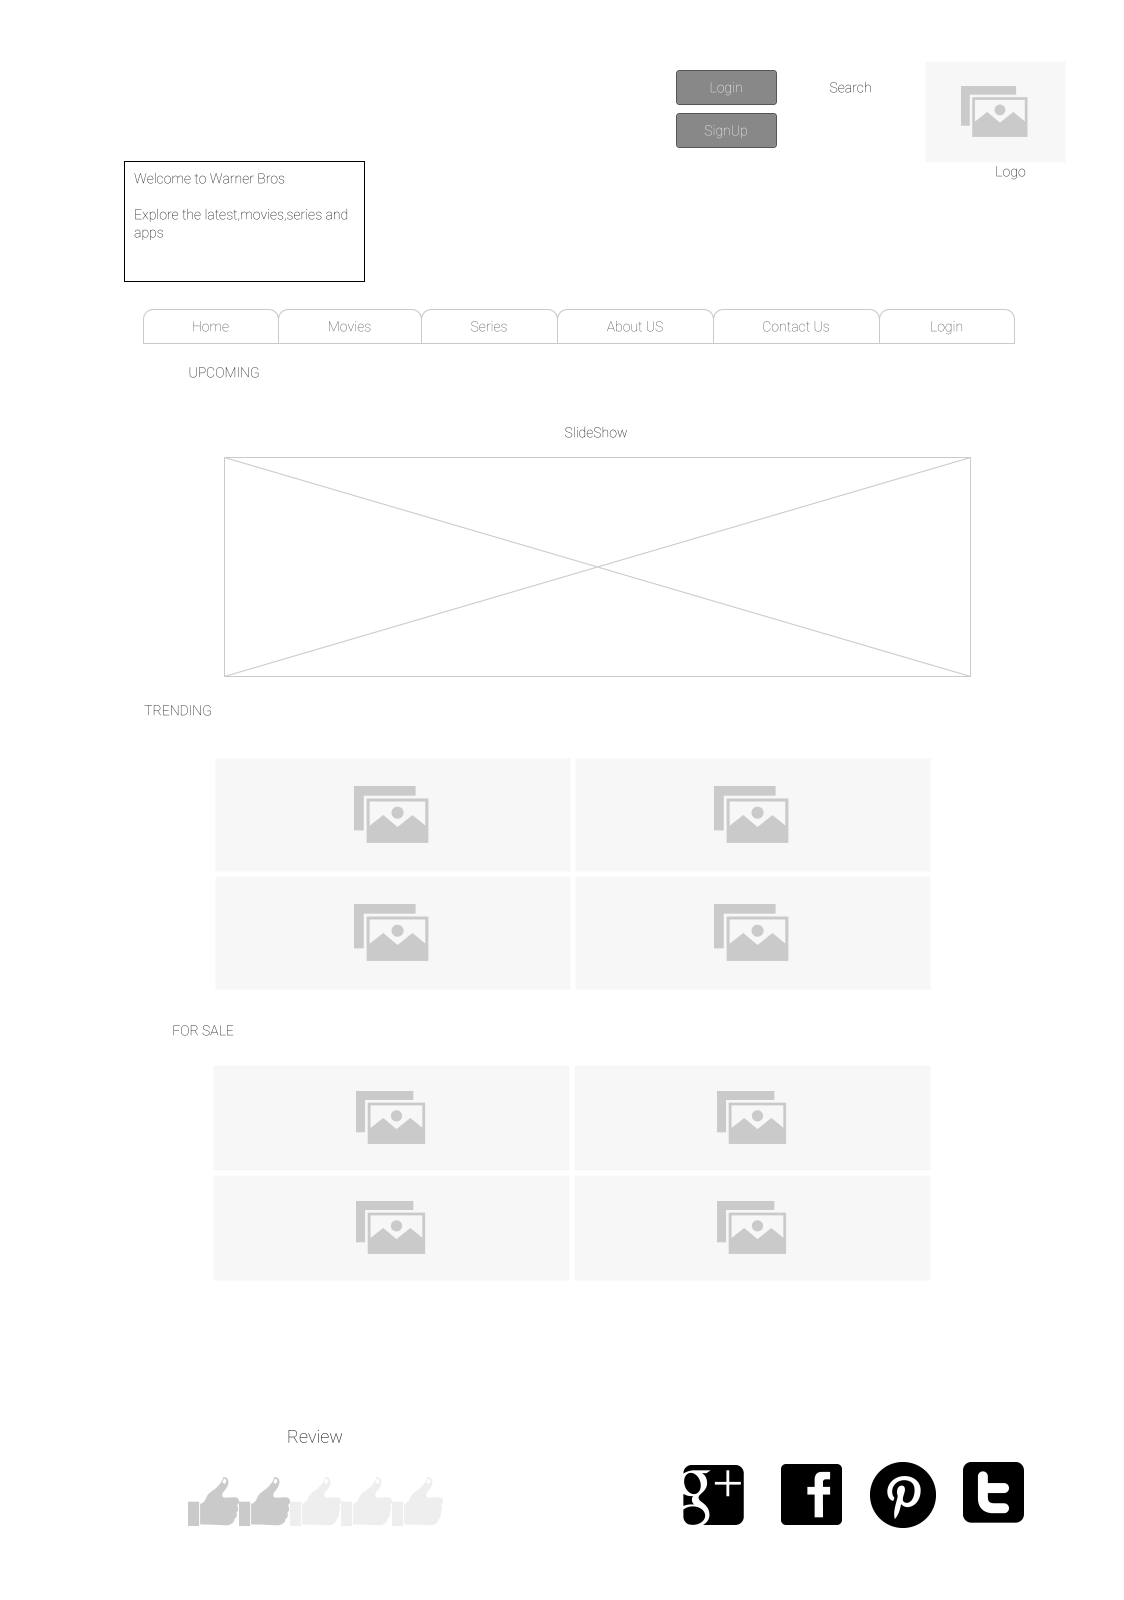 Login
Search
SignUp
Logo
Welcome to Warner Bros
Explore the latest,movies,series and
apps
Home
Movies
Series
About US
Contact Us
Login
UPCOMING
SlideShow
TRENDING
FOR SALE
Review
g+
f
p
t